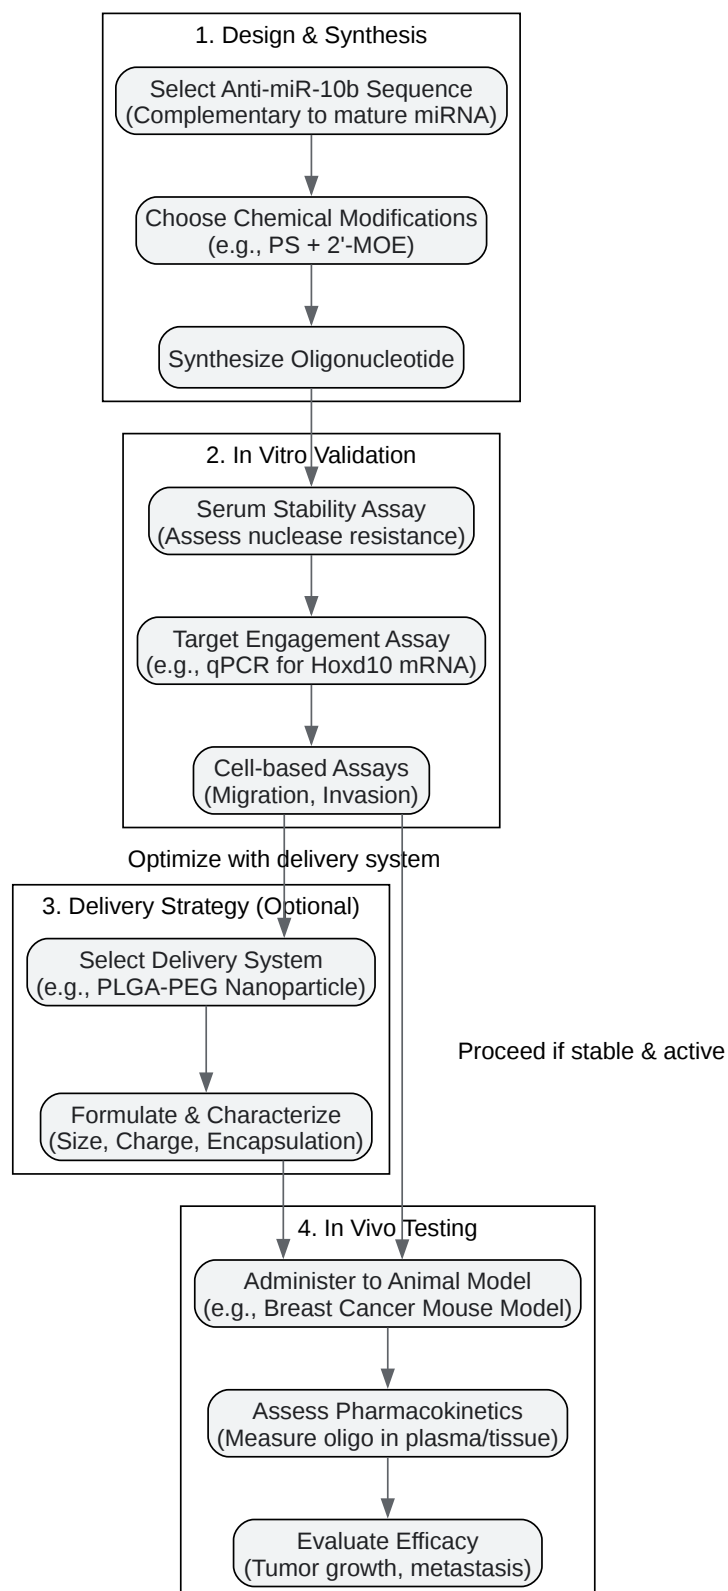 1. Design & Synthesis
Select Anti-miR-10b Sequence
(Complementary to mature miRNA)
Choose Chemical Modifications
(e.g., PS + 2'-MOE)
Synthesize Oligonucleotide
2. In Vitro Validation
Serum Stability Assay
(Assess nuclease resistance)
Target Engagement Assay
(e.g., qPCR for Hoxd10 mRNA)
Cell-based Assays
(Migration, Invasion)
Optimize with delivery system
3. Delivery Strategy (Optional)
Select Delivery System
(e.g., PLGA-PEG Nanoparticle)
Proceed if stable & active
Formulate & Characterize
(Size, Charge, Encapsulation)
4. In Vivo Testing
Administer to Animal Model
(e.g., Breast Cancer Mouse Model)
Assess Pharmacokinetics
(Measure oligo in plasma/tissue)
Evaluate Efficacy
(Tumor growth, metastasis)